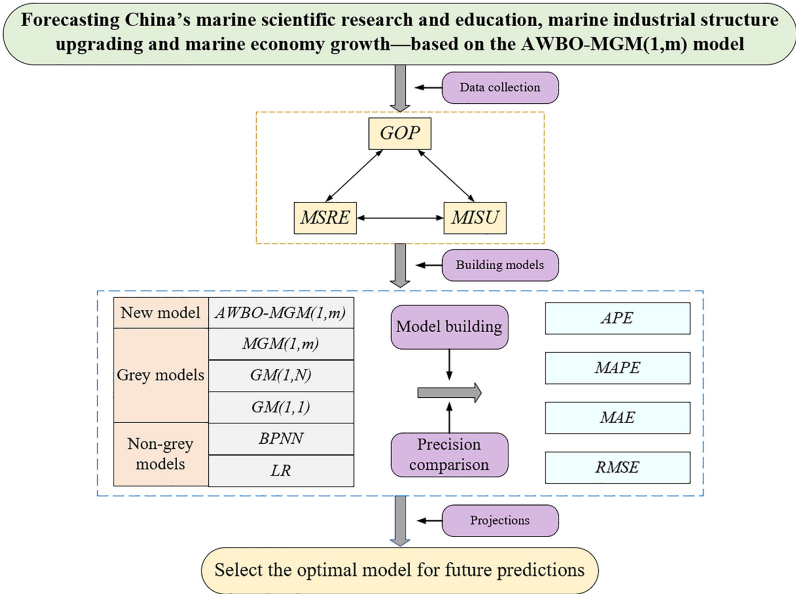 Forecasting China's marine scientific research and education, marine industrial structure
upgrading and marine economy growth—based on the AWBO-MGM(1,m) model
Data collection
GOP
MSRE
MISU
Building models
New model
AWBO-MGM(1,m)
Grey models
MGM(1,m)
GM(1,N)
GM(1,1)
Non-grey
models
BPNN
LR
Model building
Precision
comparison
APE
MAPE
MAE
RMSE
Projections
Select the optimal model for future predictions